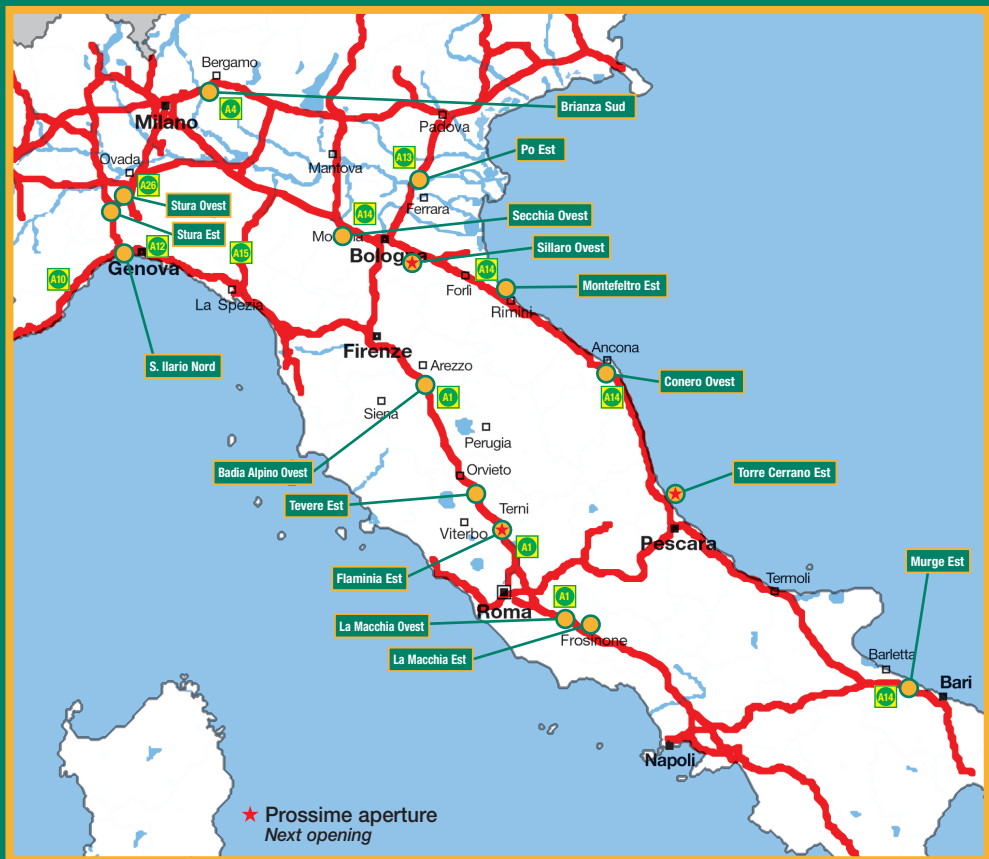 Bergamo
A4
Brianza Sud
Milano
Padova
Ovada
Mantova
A13
Po Est
A26
Stura Ovest
Ferrara
A14
Secchia Ovest
Stura Est
A12
A15
Bologna
Sillaro Ovest
Genova
A10
A14
Forlì
Montefeltro Est
La Spezia
Rimini
Firenze
Ancona
S. Ilario Nord
Arezzo
Conero Ovest
A1
A14
Siena
Perugia
Badia Alpino Ovest
Orvieto
Torre Cerrano Est
Tevere Est
Terni
Viterbo
Pescara
A1
Murge Est
Flaminia Est
Termoli
A1
Roma
La Macchia Ovest
Frosinone
La Macchia Est
Barletta
Bari
A14
Napoli
Prossime aperture
Next opening